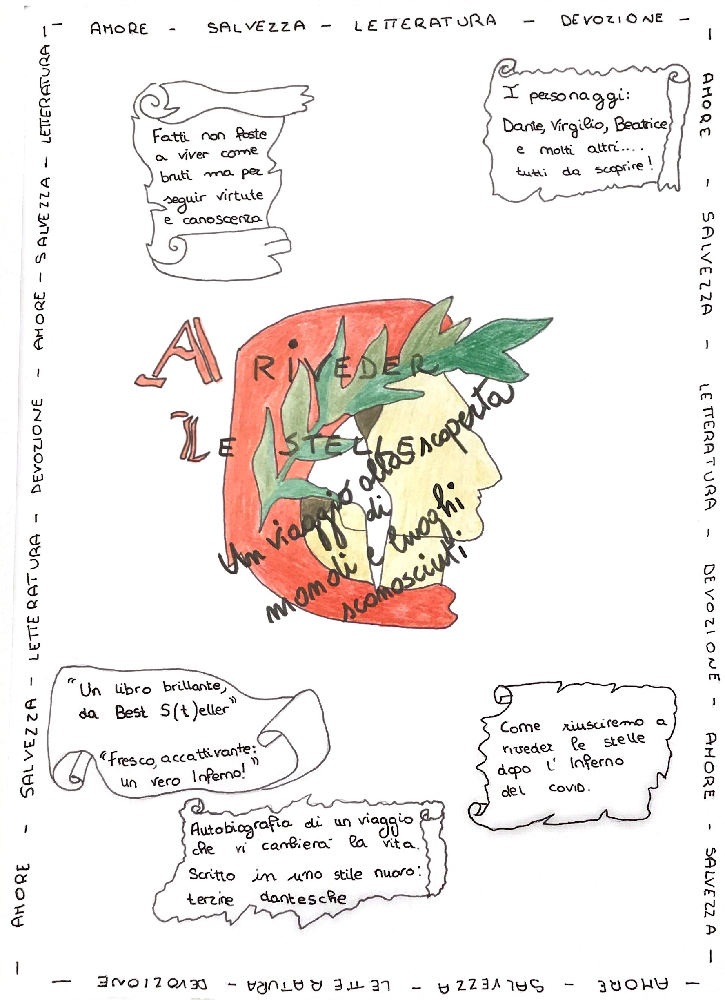 - AMORE - SALVEZZA - LETTERATURA - DEVOZIONE -
I personaggi:
Dante, Virgilio, Beatrice
e molti altri....
tutti da scoprire!
Fatti non foste
a viver come
bruti ma per
seguir virtute
e canoscenza
A RiVEDER
LE STELLE
Un viaggio alla scoperta
di
mondi e luoghi
sconosciuti
"Un libro brillante,
da Best S(t)eller"
"Fresco, accattivante:
un vero Inferno!"
Come riusciremo a
riveder le stelle
dopo l' Inferno
del COVID.
Autobiografia di un viaggio
che vi cambierà la vita.
Scritto in uno stile nuovo:
terzine dantesche
- AMORE - SALVEZZA - LETTERATURA - DEVOZIONE - AMORE - SALVEZZA -
- AMORE - SALVEZZA - LETTERATURA - DEVOZIONE -
- AMORE - SALVEZZA - LETTERATURA - DEVOZIONE - AMORE - SALVEZZA - LETTERATURA -